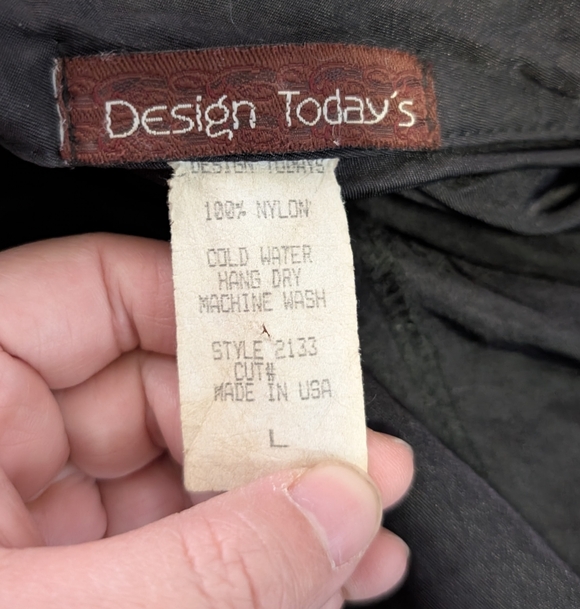 Design Today's
DESIGN TODAYS
100% NYLON
COLD WATER
HANG DRY
MACHINE WASH
STYLE 2133
CUT#
MADE IN USA
L